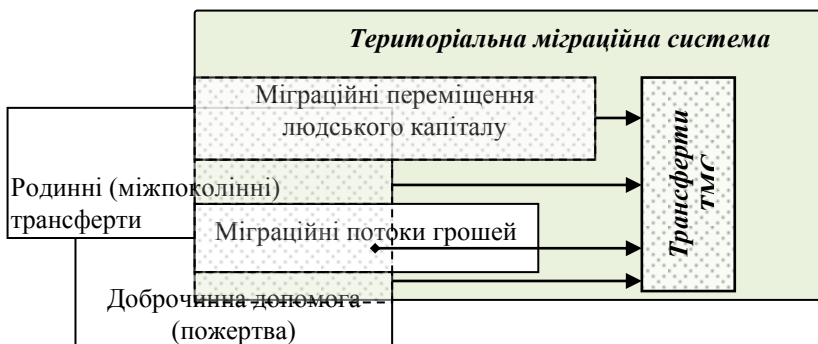 Територіальна міграційна система
Міграційні переміщення
людського капіталу
Родинні (міжпоколінні)
трансферти
Міграційні потоки грошей
Доброчинна допомога
(пожертва)
Трансферти
ТМС